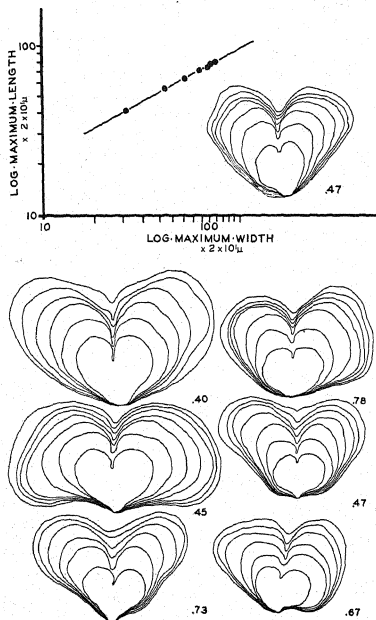 100
LOG·MAXIMUM·LENGTH
x 2 x 10¹µ
10
10
100
LOG·MAXIMUM·WIDTH
x 2 x 10¹µ
.47
.40
.78
.45
.47
.73
.67